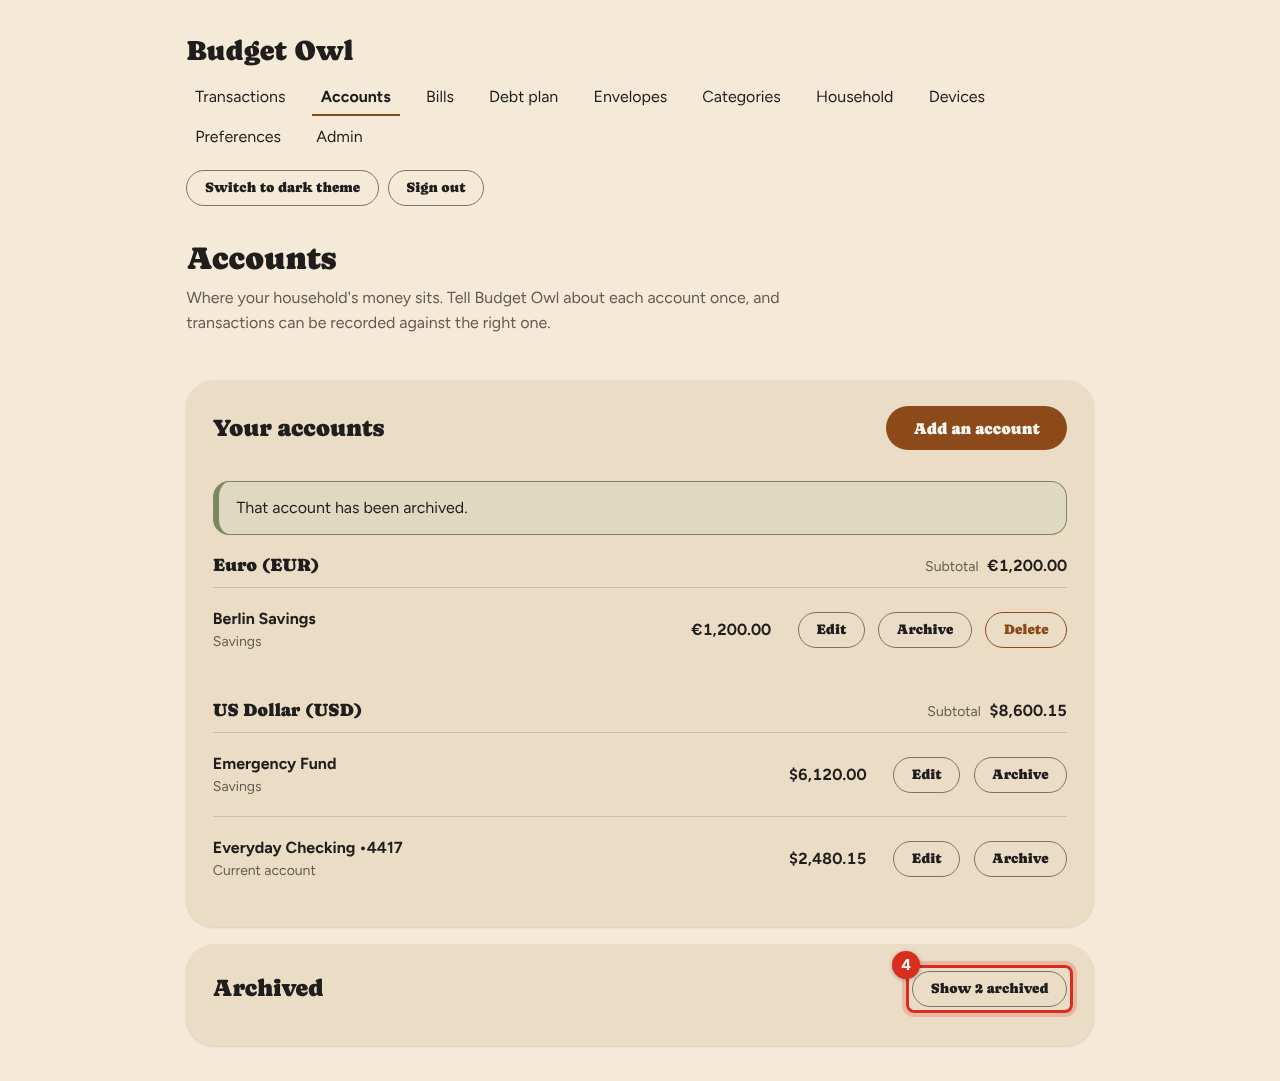 Budget Owl
Transactions Accounts Bills Debt plan Envelopes Categories Household Devices
Preferences Admin
Switch to dark theme Sign out
Accounts
Where your household's money sits. Tell Budget Owl about each account once, and
transactions can be recorded against the right one.
Your accounts Add an account
That account has been archived.
Euro (EUR) Subtotal €1,200.00
Berlin Savings
Savings
€1,200.00 Edit Archive Delete
US Dollar (USD) Subtotal $8,600.15
Emergency Fund
Savings
$6,120.00 Edit Archive
Everyday Checking •4417
Current account
$2,480.15 Edit Archive
4
Archived Show 2 archived